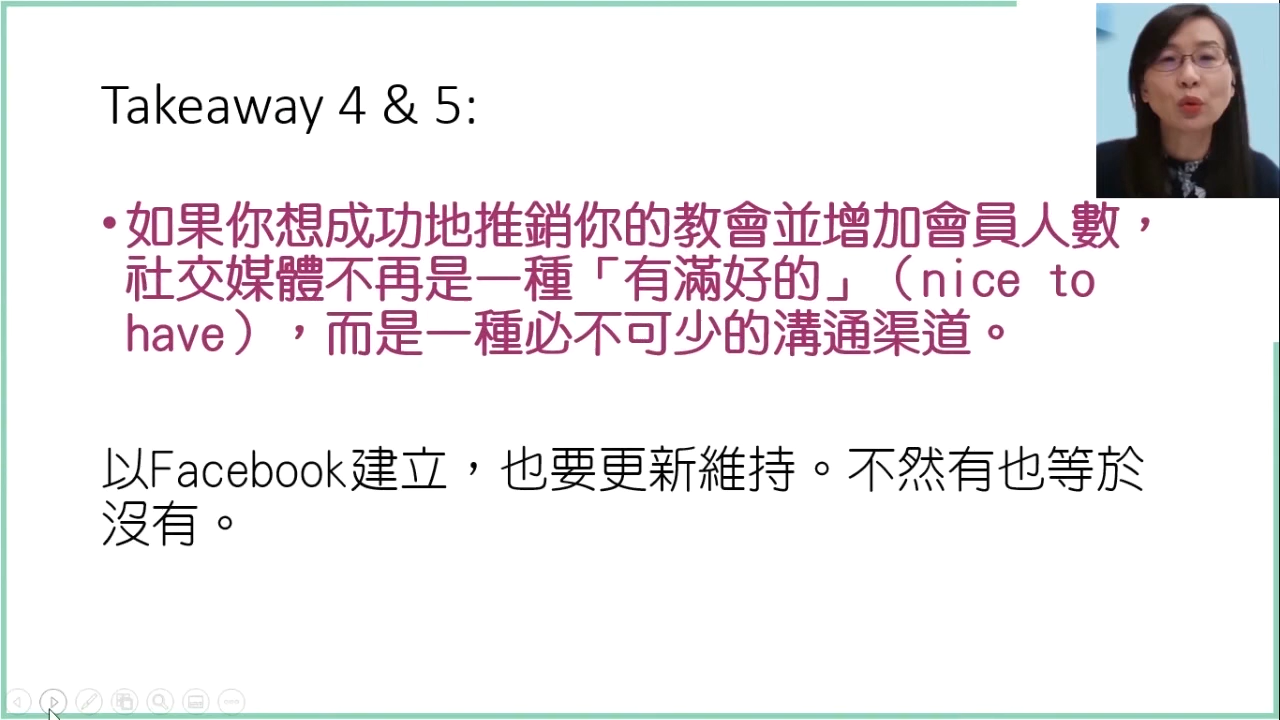 Takeaway 4 & 5:
•如果你想成功地推銷你的教會並增加會員人數，
社交媒體不再是一種「有滿好的」（nice to
have），而是一種必不可少的溝通渠道。
以Facebook建立，也要更新維持。不然有也等於
沒有。